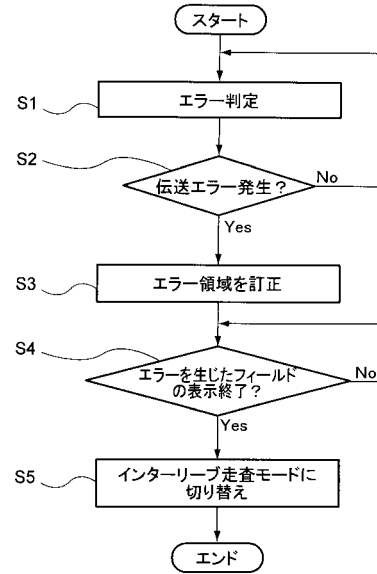 スタート
S1
エラー判定
S2
伝送エラー発生?
No
Yes
S3
エラー領域を訂正
S4
エラーを生じたフィールド
の表示終了?
No
Yes
S5
インターリーブ走査モードに
切り替え
エンド